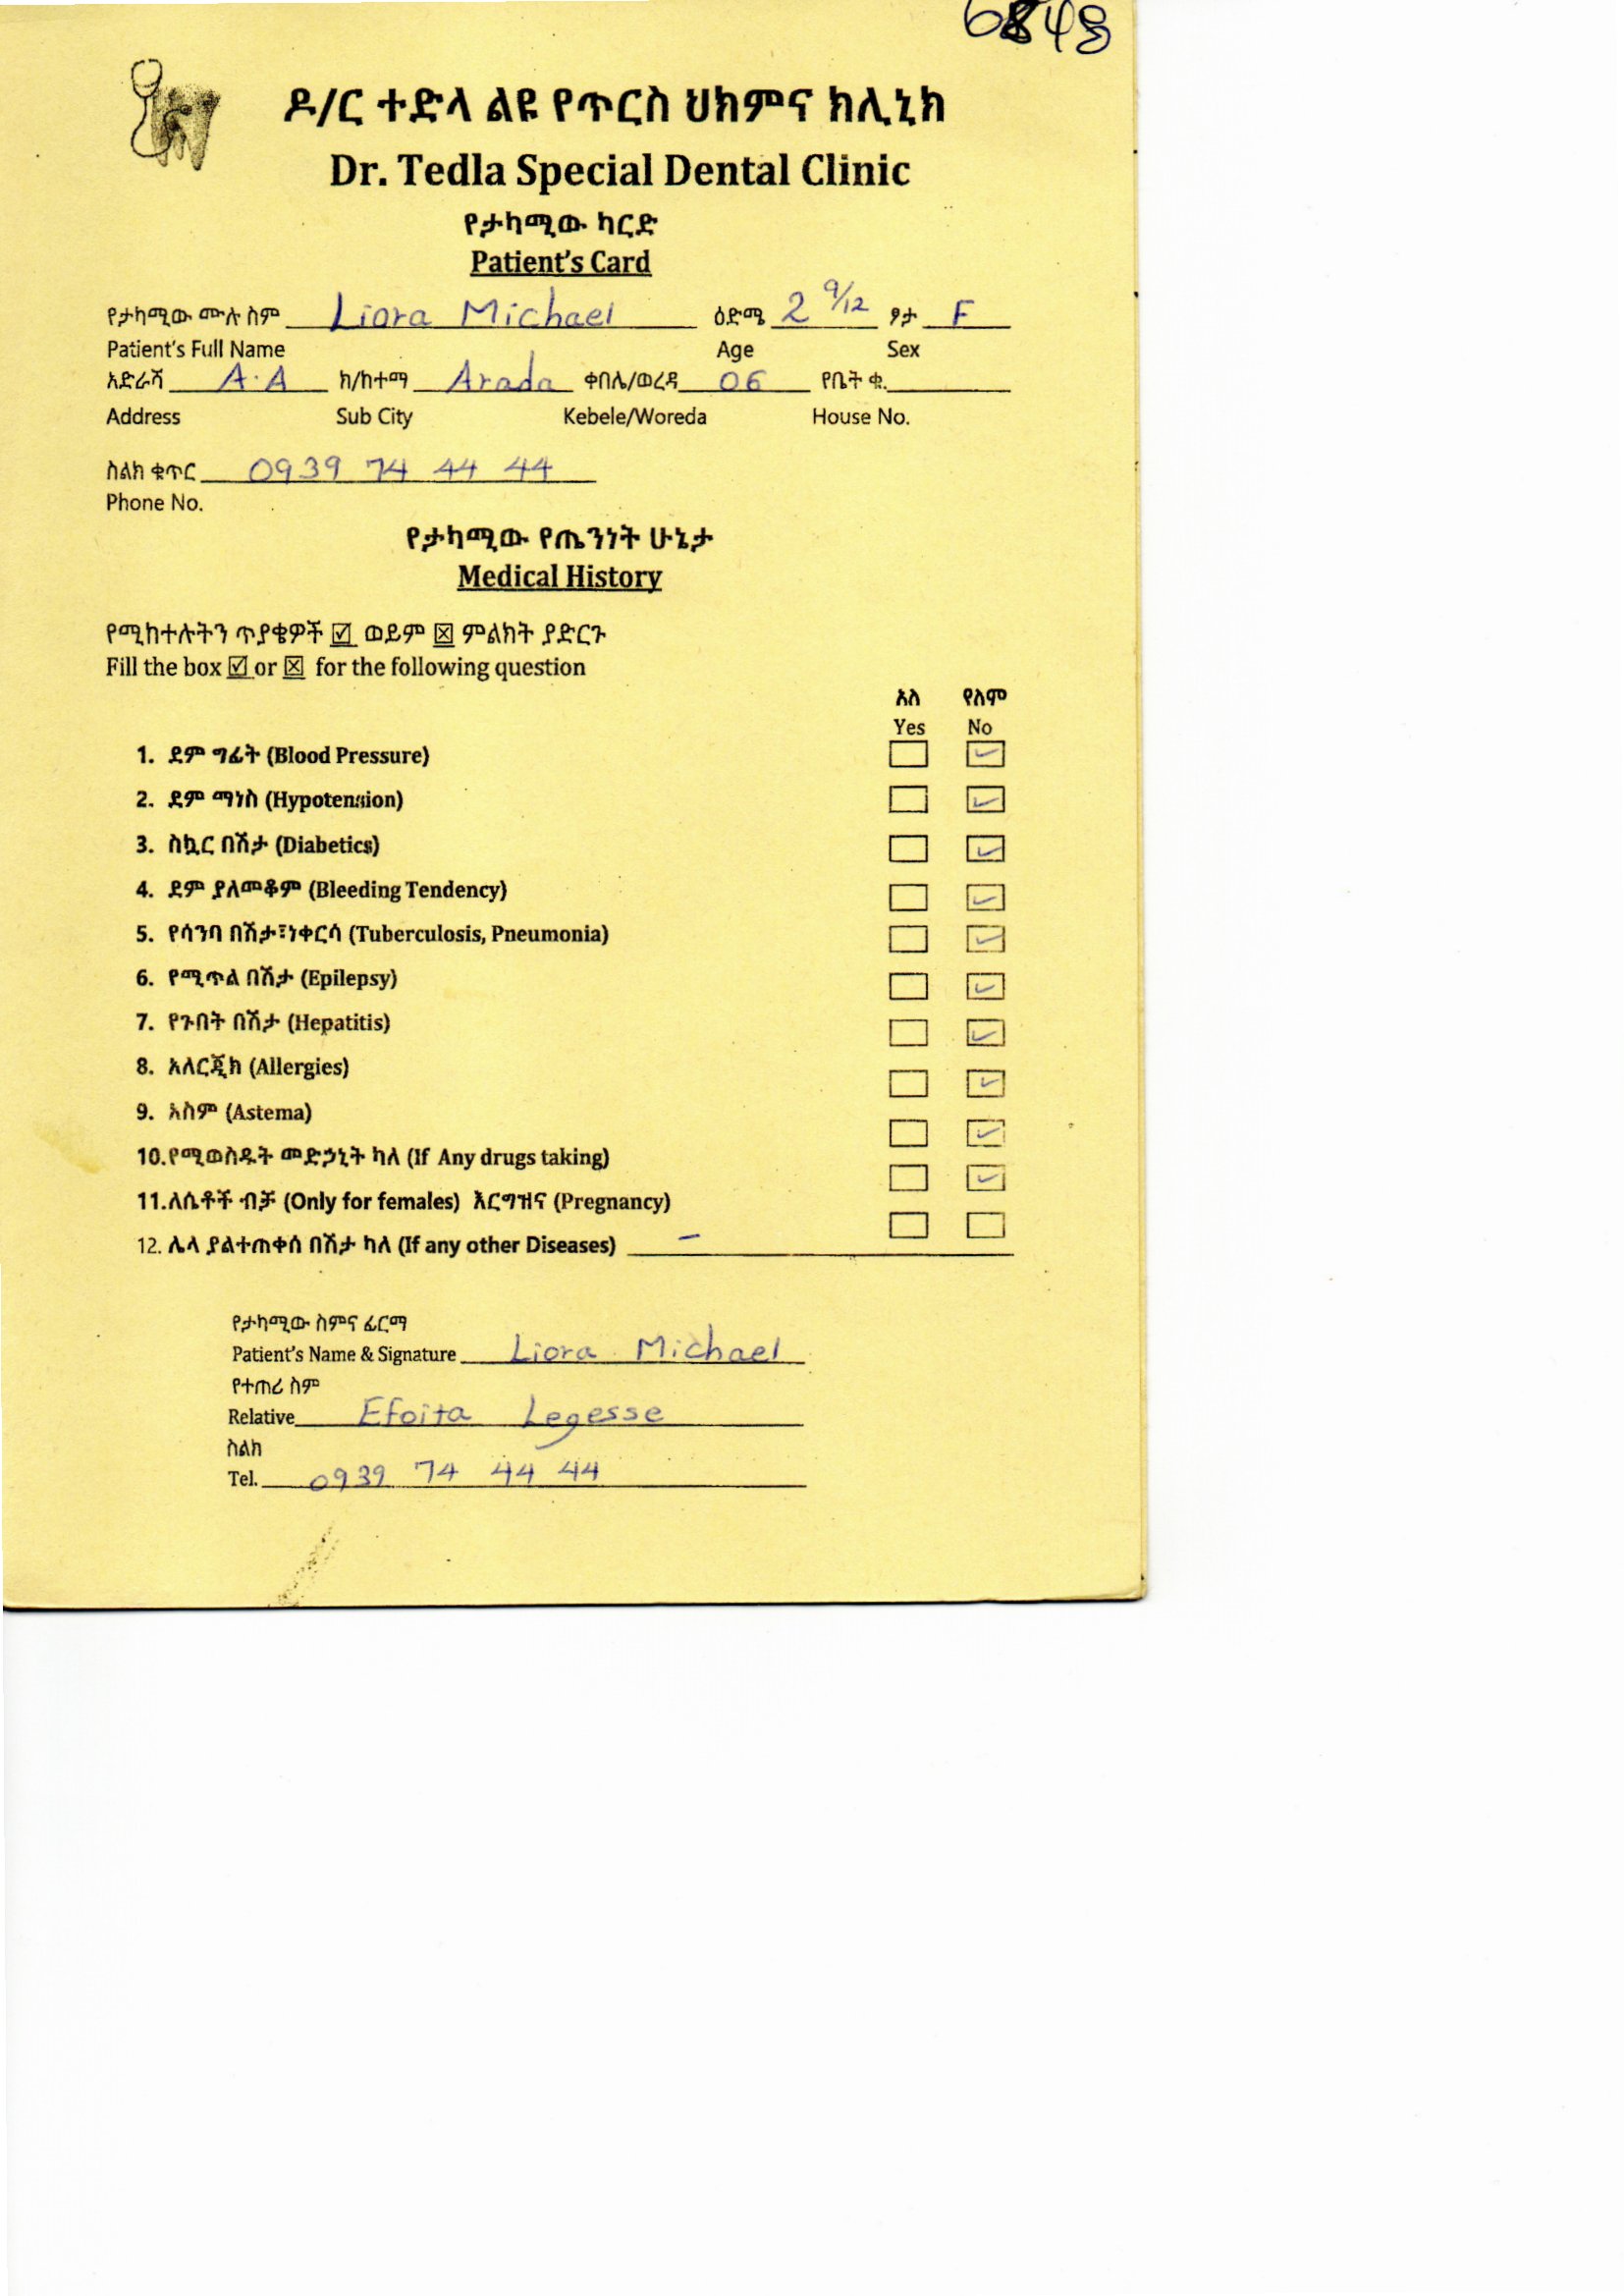 6848
ዶ/ር ተድላ ልዩ የጥርስ ህክምና ክሊኒክ
Dr. Tedla Special Dental Clinic
የታካሚው ካርድ
Patient's Card
የታካሚው ሙሉ ስም Liora Michael ዕድሜ 2 9/12 ፆታ F
Patient's Full Name Age Sex
አድራሻ A.A ክ/ከተማ Arada ቀበሌ/ወረዳ 06 የቤት ቁ.
Address Sub City Kebele/Woreda House No.
ስልክ ቁጥር 0939 74 44 44
Phone No.
የታካሚው የጤንነት ሁኔታ
Medical History
የሚከተሉትን ጥያቄዎች ☑ ወይም ☒ ምልክት ያድርጉ
Fill the box ☑ or ☒ for the following question
አለ የለም
Yes No
1. ደም ግፊት (Blood Pressure) ☐ ☑
2. ደም ማነስ (Hypotension) ☐ ☑
3. ስኳር በሽታ (Diabetics) ☐ ☑
4. ደም ያለመቆም (Bleeding Tendency) ☐ ☑
5. የሳንባ በሽታ፣ነቀርሳ (Tuberculosis, Pneumonia) ☐ ☑
6. የሚጥል በሽታ (Epilepsy) ☐ ☑
7. የጉበት በሽታ (Hepatitis) ☐ ☑
8. አለርጂክ (Allergies) ☐ ☑
9. አስም (Astema) ☐ ☑
10.የሚወስዱት መድኃኒት ካለ (If Any drugs taking) ☐ ☑
11.ለሴቶች ብቻ (Only for females) እርግዝና (Pregnancy) ☐ ☐
12. ሌላ ያልተጠቀሰ በሽታ ካለ (If any other Diseases) –
የታካሚው ስምና ፊርማ
Patient's Name & Signature Liora Michael
የተጠሪ ስም
Relative Efoita Legesse
ስልክ
Tel. 0939 74 44 44